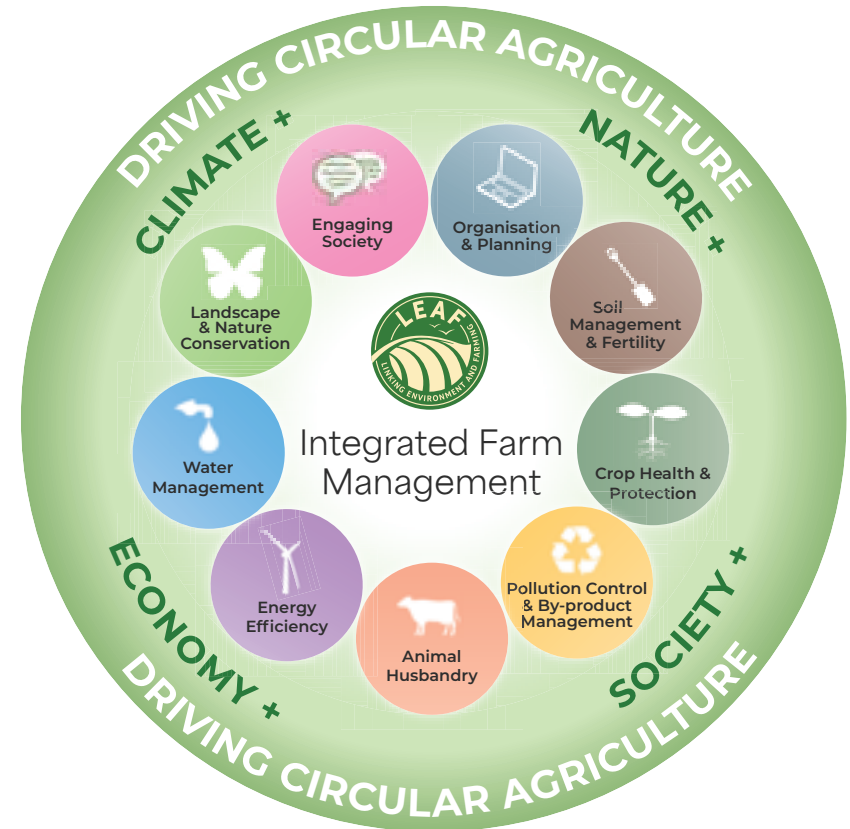 DRIVING CIRCULAR AGRICULTURE
CLIMATE +
NATURE +
Engaging
Society
Organisation
& Planning
Landscape
& Nature
Conservation
Soil
Management
& Fertility
LEAF
LINKING ENVIRONMENT AND FARMING
Integrated Farm
Management
Water
Management
Crop Health &
Protection
Energy
Efficiency
Pollution Control
& By-product
Management
Animal
Husbandry
ECONOMY +
SOCIETY +
DRIVING CIRCULAR AGRICULTURE